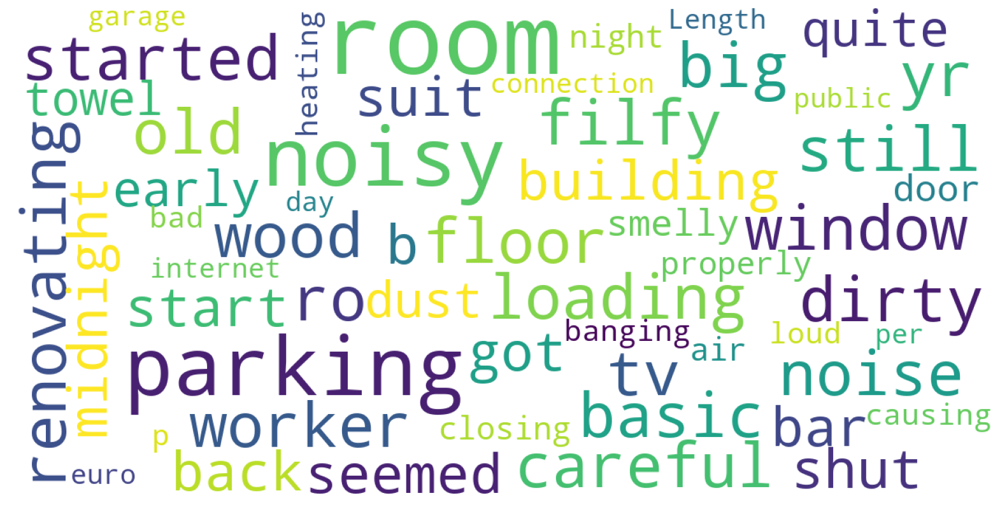 garage
started
heating
room
night
Length
quite
big
yr
towel
suit
connection
public
old
filfy
noisy
still
renovating
midnight
early
building
door
day
bad
wood
b
floor
smelly
window
internet
properly
start
ro
dust
loading
dirty
banging
loud
per
parking
got
air
tv
noise
worker
closing
basic
bar
causing
p
euro
back
seemed
careful
shut